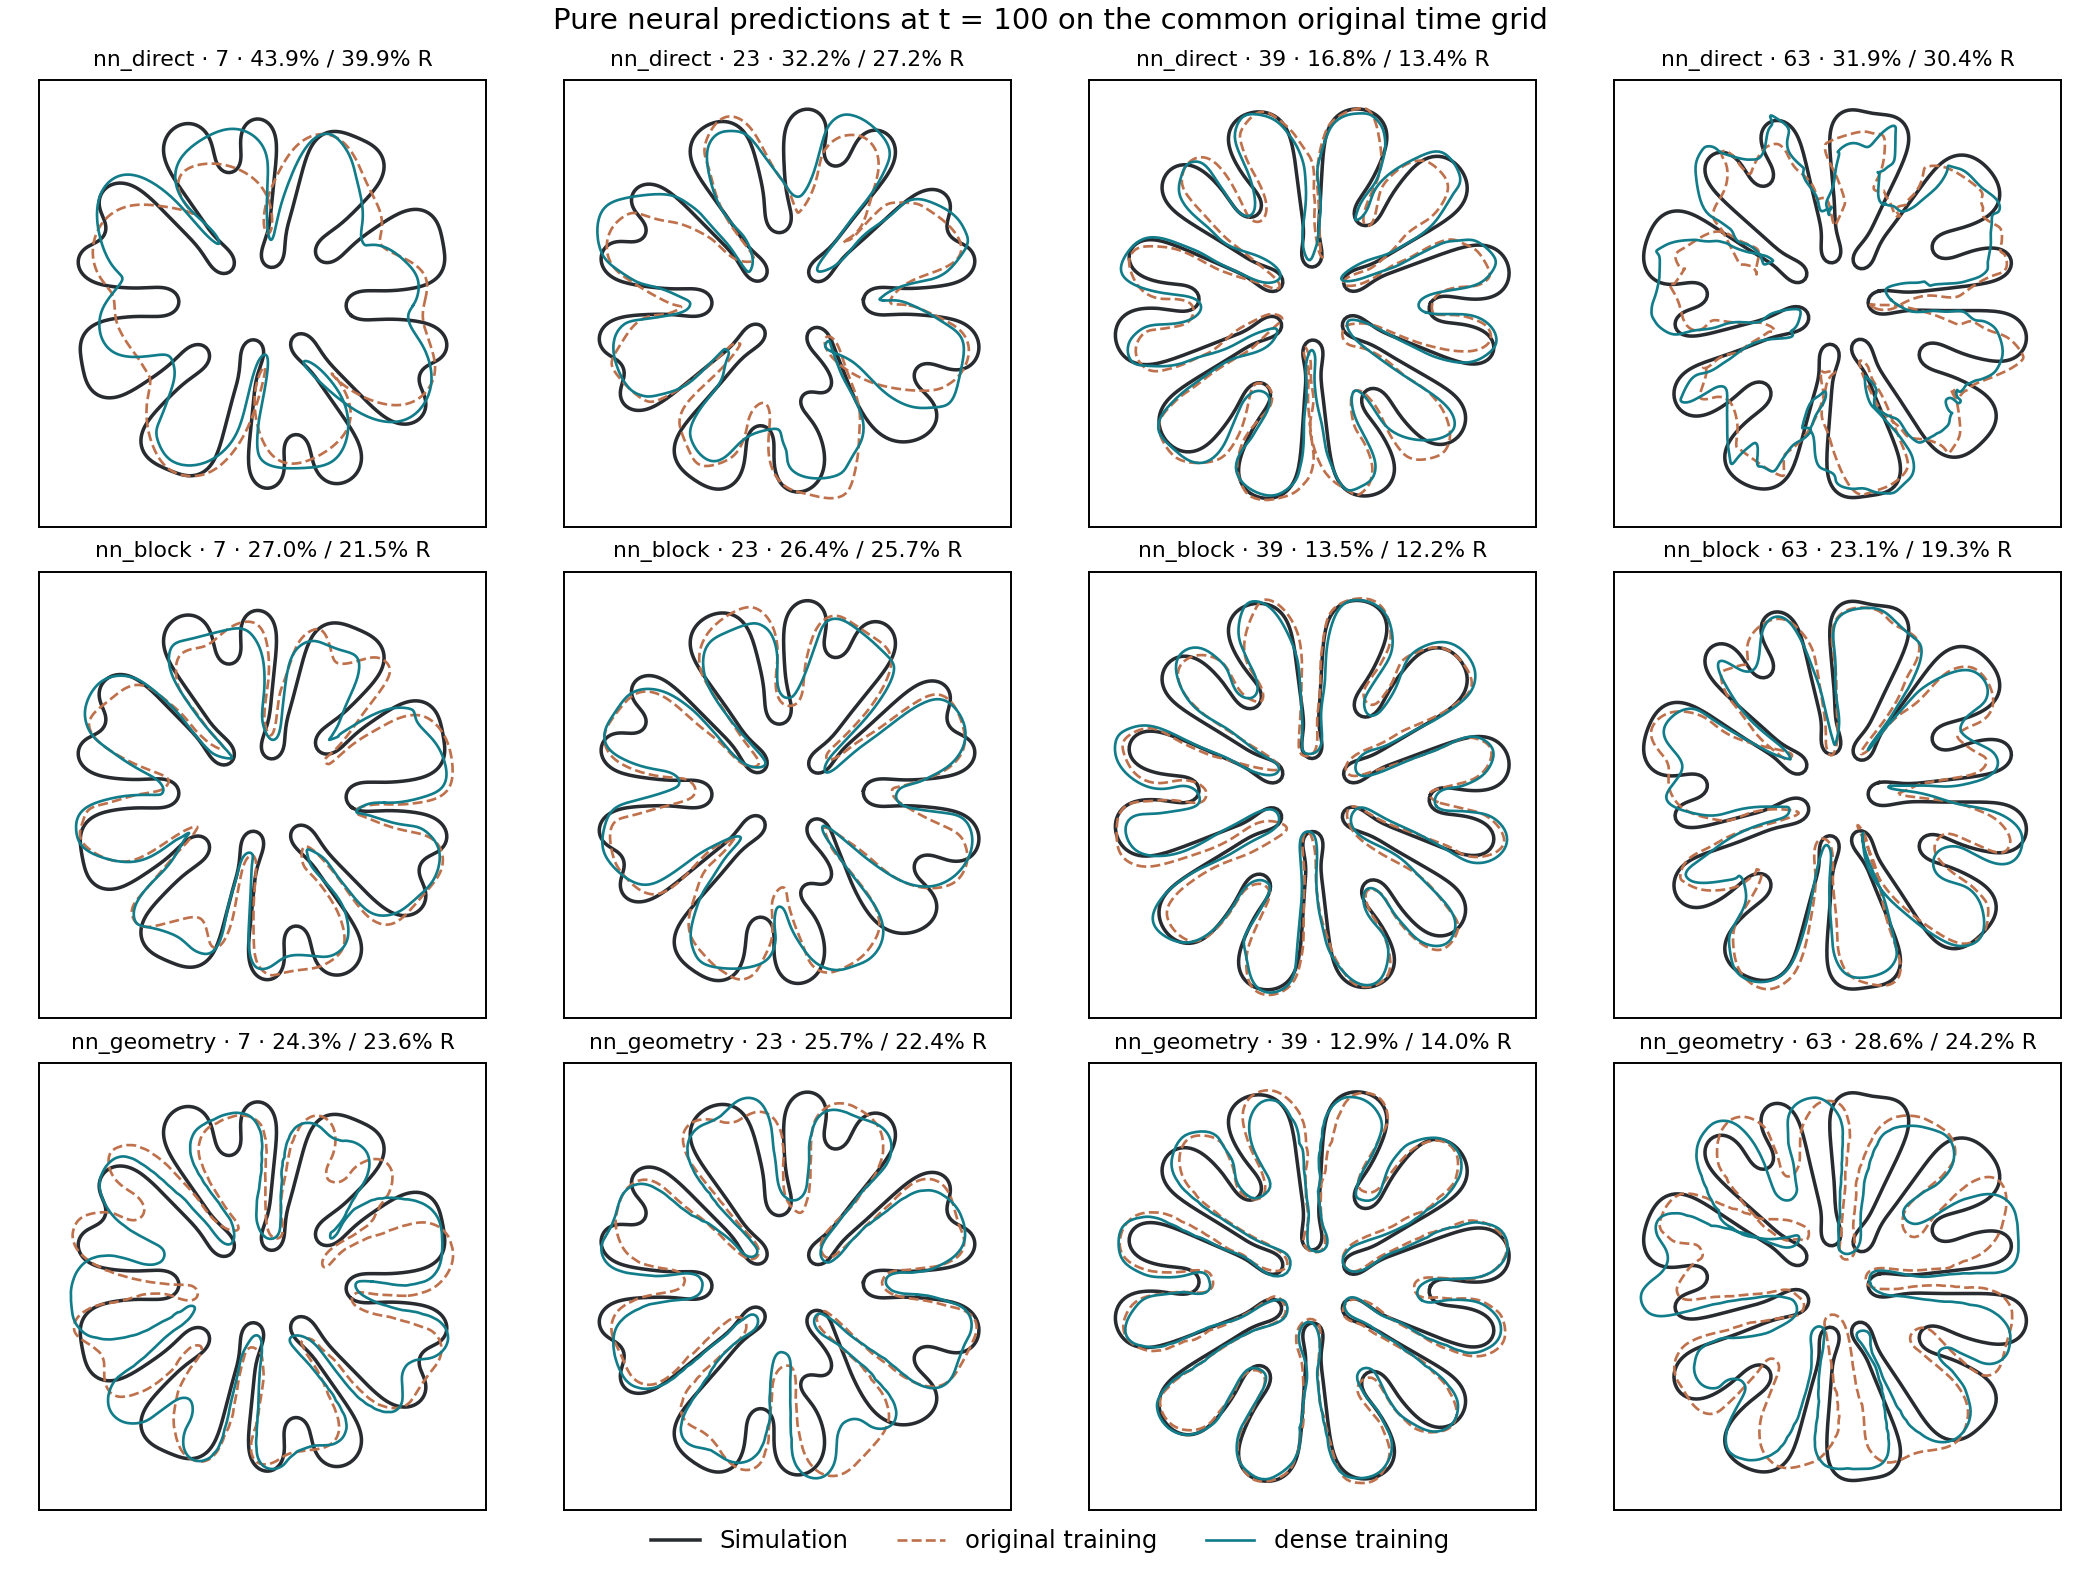 Pure neural predictions at t = 100 on the common original time grid
nn_direct · 7 · 43.9% / 39.9% R
nn_direct · 23 · 32.2% / 27.2% R
nn_direct · 39 · 16.8% / 13.4% R
nn_direct · 63 · 31.9% / 30.4% R
nn_block · 7 · 27.0% / 21.5% R
nn_block · 23 · 26.4% / 25.7% R
nn_block · 39 · 13.5% / 12.2% R
nn_block · 63 · 23.1% / 19.3% R
nn_geometry · 7 · 24.3% / 23.6% R
nn_geometry · 23 · 25.7% / 22.4% R
nn_geometry · 39 · 12.9% / 14.0% R
nn_geometry · 63 · 28.6% / 24.2% R
Simulation
original training
dense training